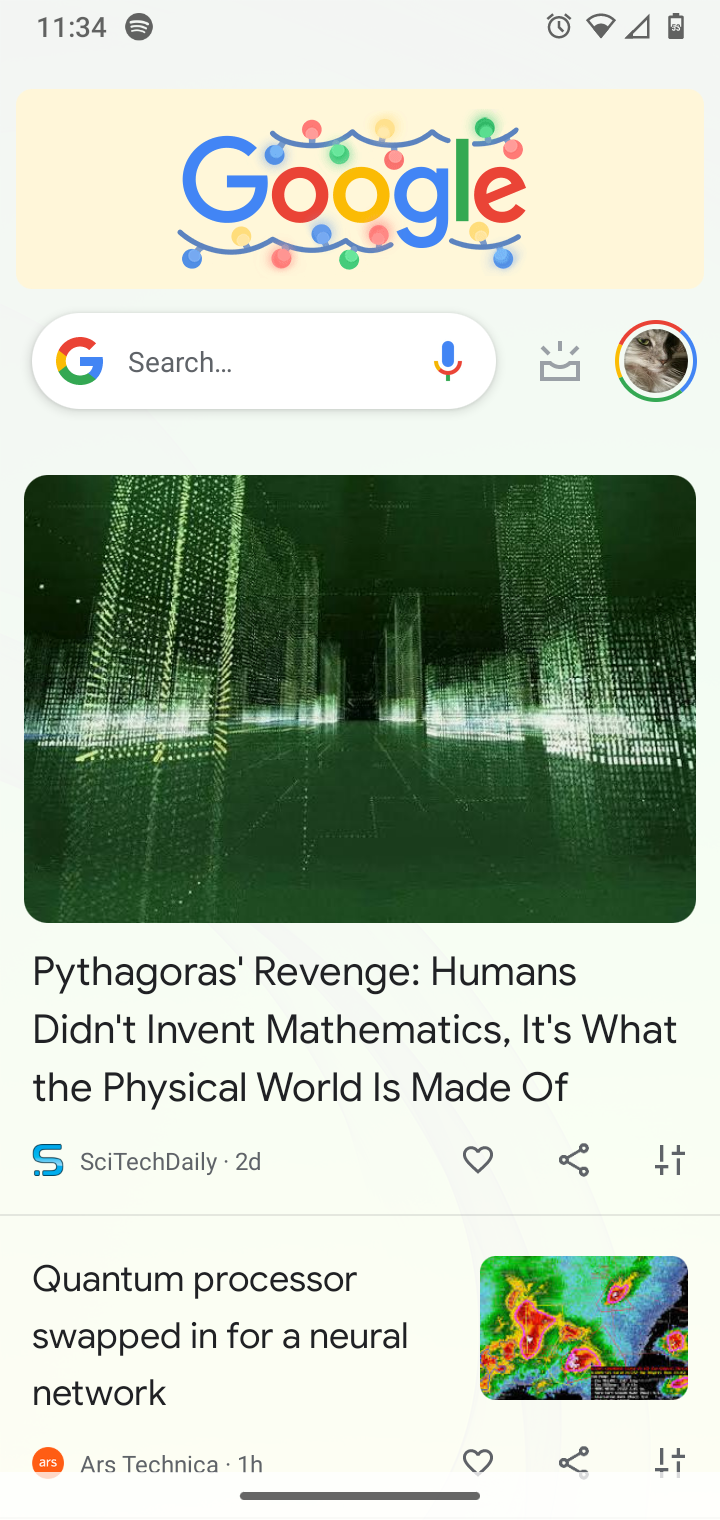 11:34
Google
Search...
Pythagoras' Revenge: Humans
Didn't Invent Mathematics, It's What
the Physical World Is Made Of
SciTechDaily · 2d
Quantum processor
swapped in for a neural
network
ars
Ars Technica · 1h